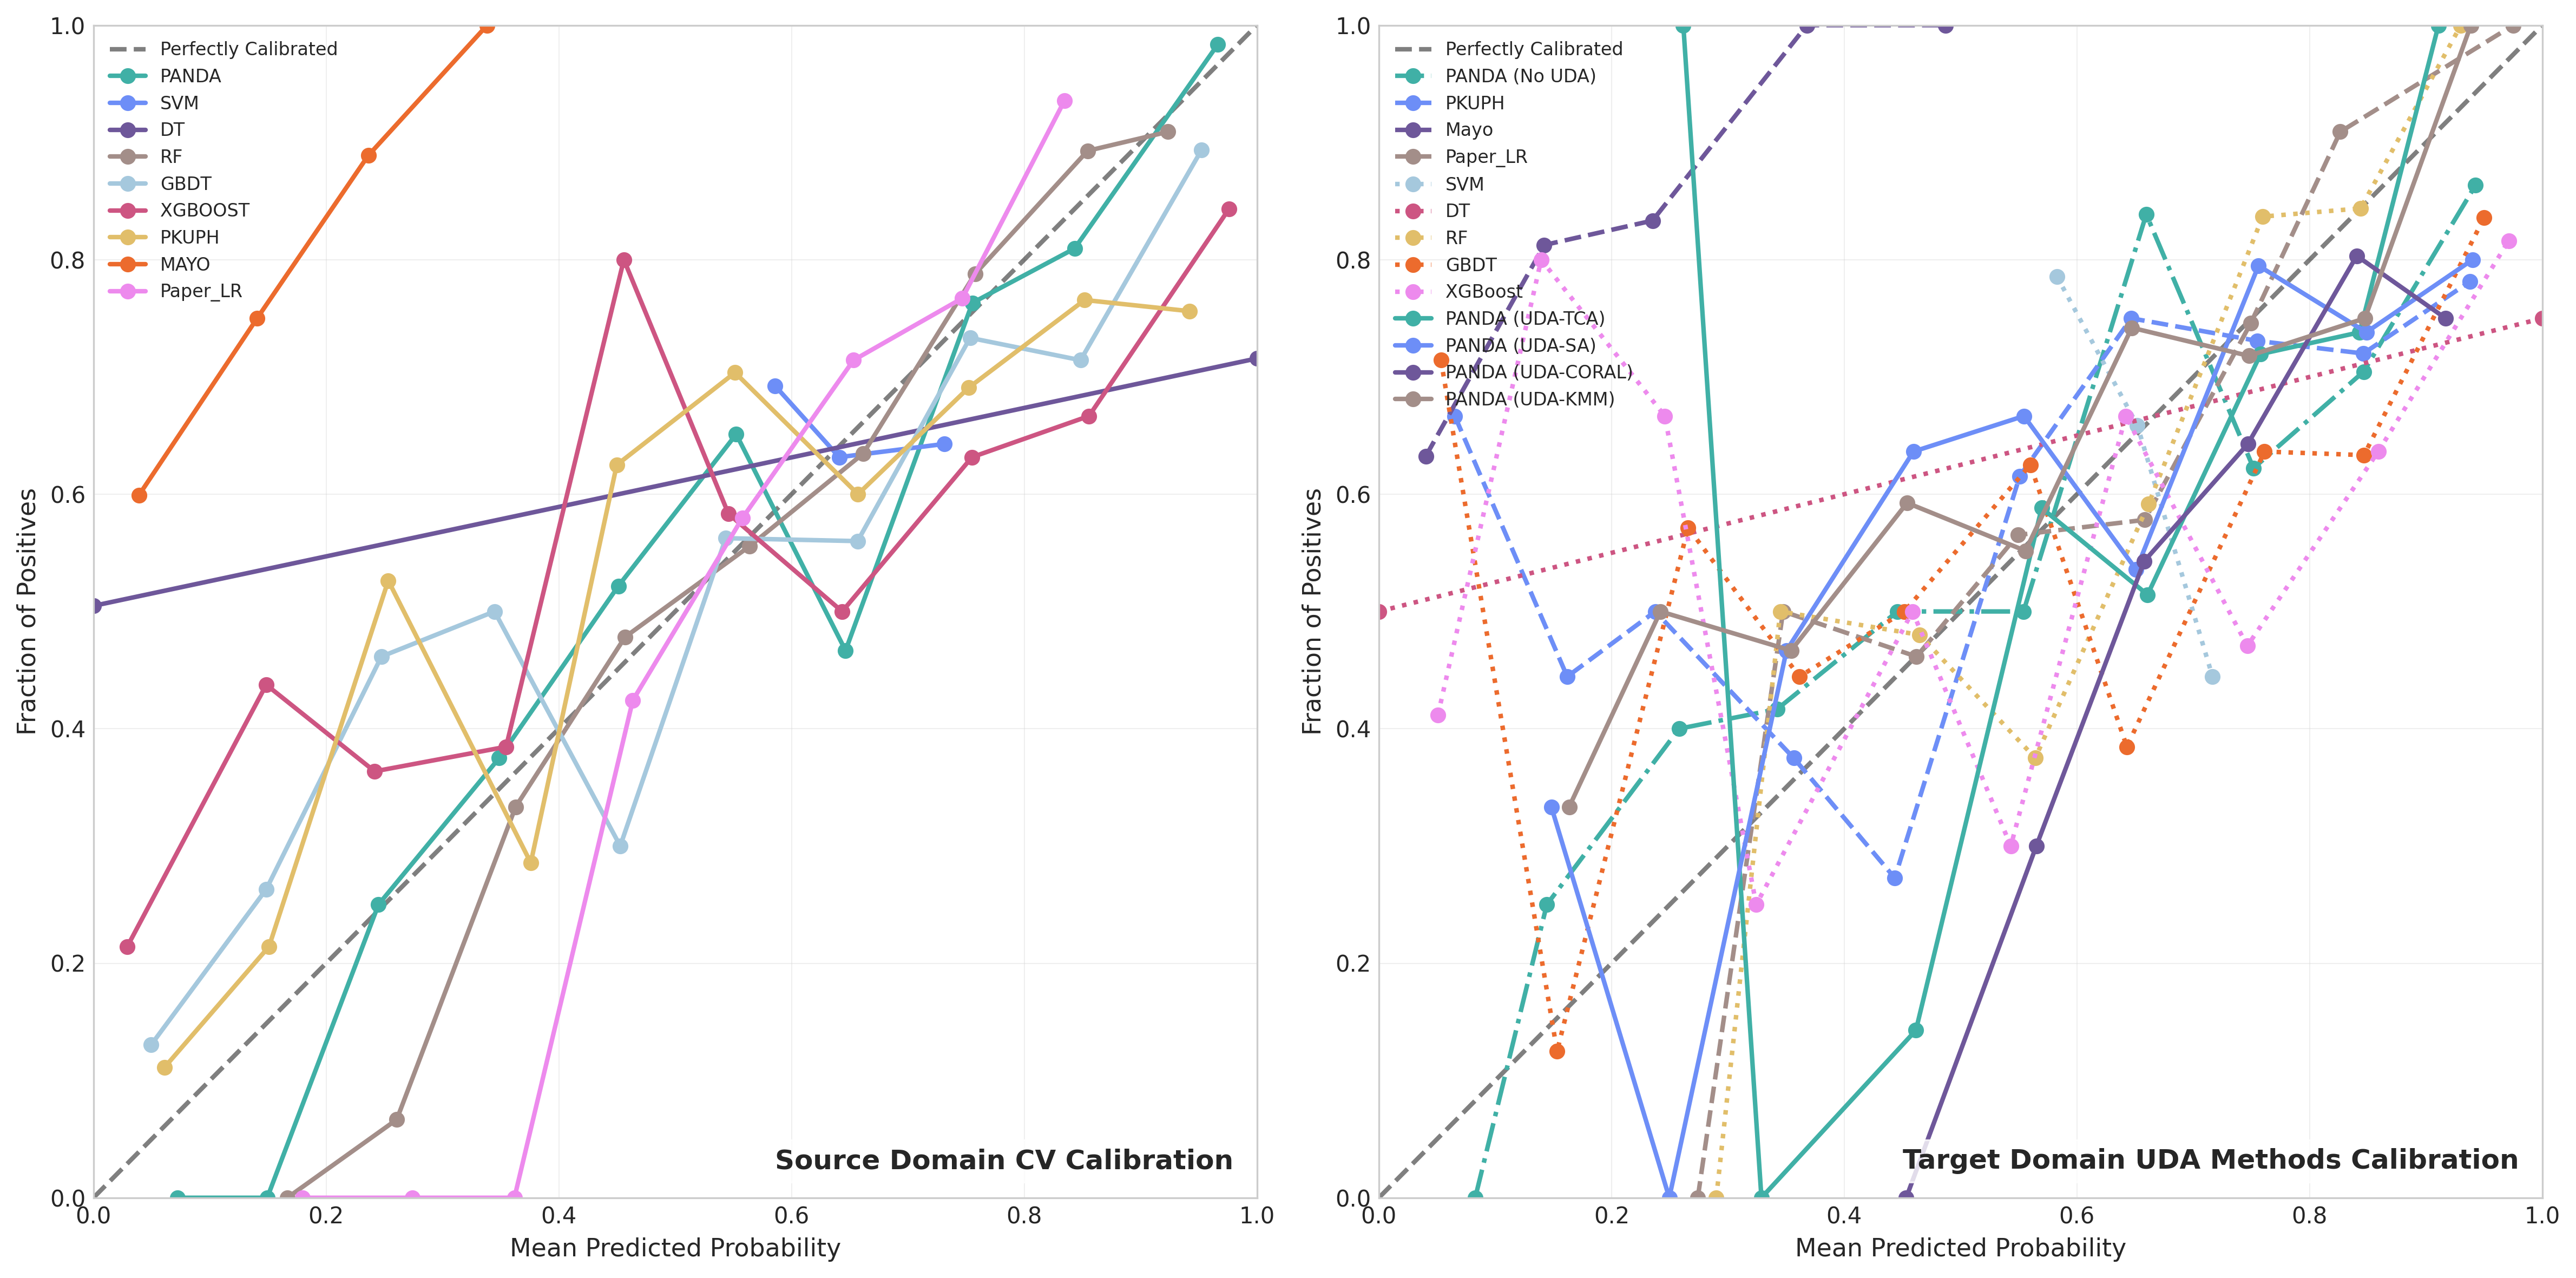 Fraction of Positives
1.0
0.8
0.6
0.4
0.2
0.0
Perfectly Calibrated
PANDA
SVM
DT
RF
GBDT
XGBOOST
PKUPH
MAYO
Paper_LR
Source Domain CV Calibration
0.0 0.2 0.4 0.6 0.8 1.0
Mean Predicted Probability
Fraction of Positives
1.0
0.8
0.6
0.4
0.2
0.0
Perfectly Calibrated
PANDA (No UDA)
PKUPH
Mayo
Paper_LR
SVM
DT
RF
GBDT
XGBoost
PANDA (UDA-TCA)
PANDA (UDA-SA)
PANDA (UDA-CORAL)
PANDA (UDA-KMM)
Target Domain UDA Methods Calibration
0.0 0.2 0.4 0.6 0.8 1.0
Mean Predicted Probability